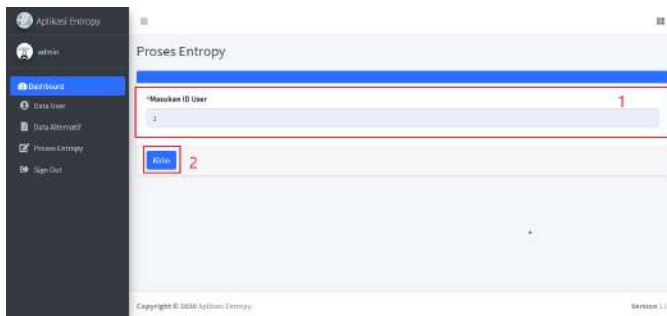 Aplikasi Entropy
admin
Proses Entropy
Dashboard
*Masukan ID User
1
Data User
Data Alternatif
Proses Entropy
Kirim
2
Sign Out
Copyright © 2020 Aplikasi Entropy.
Version